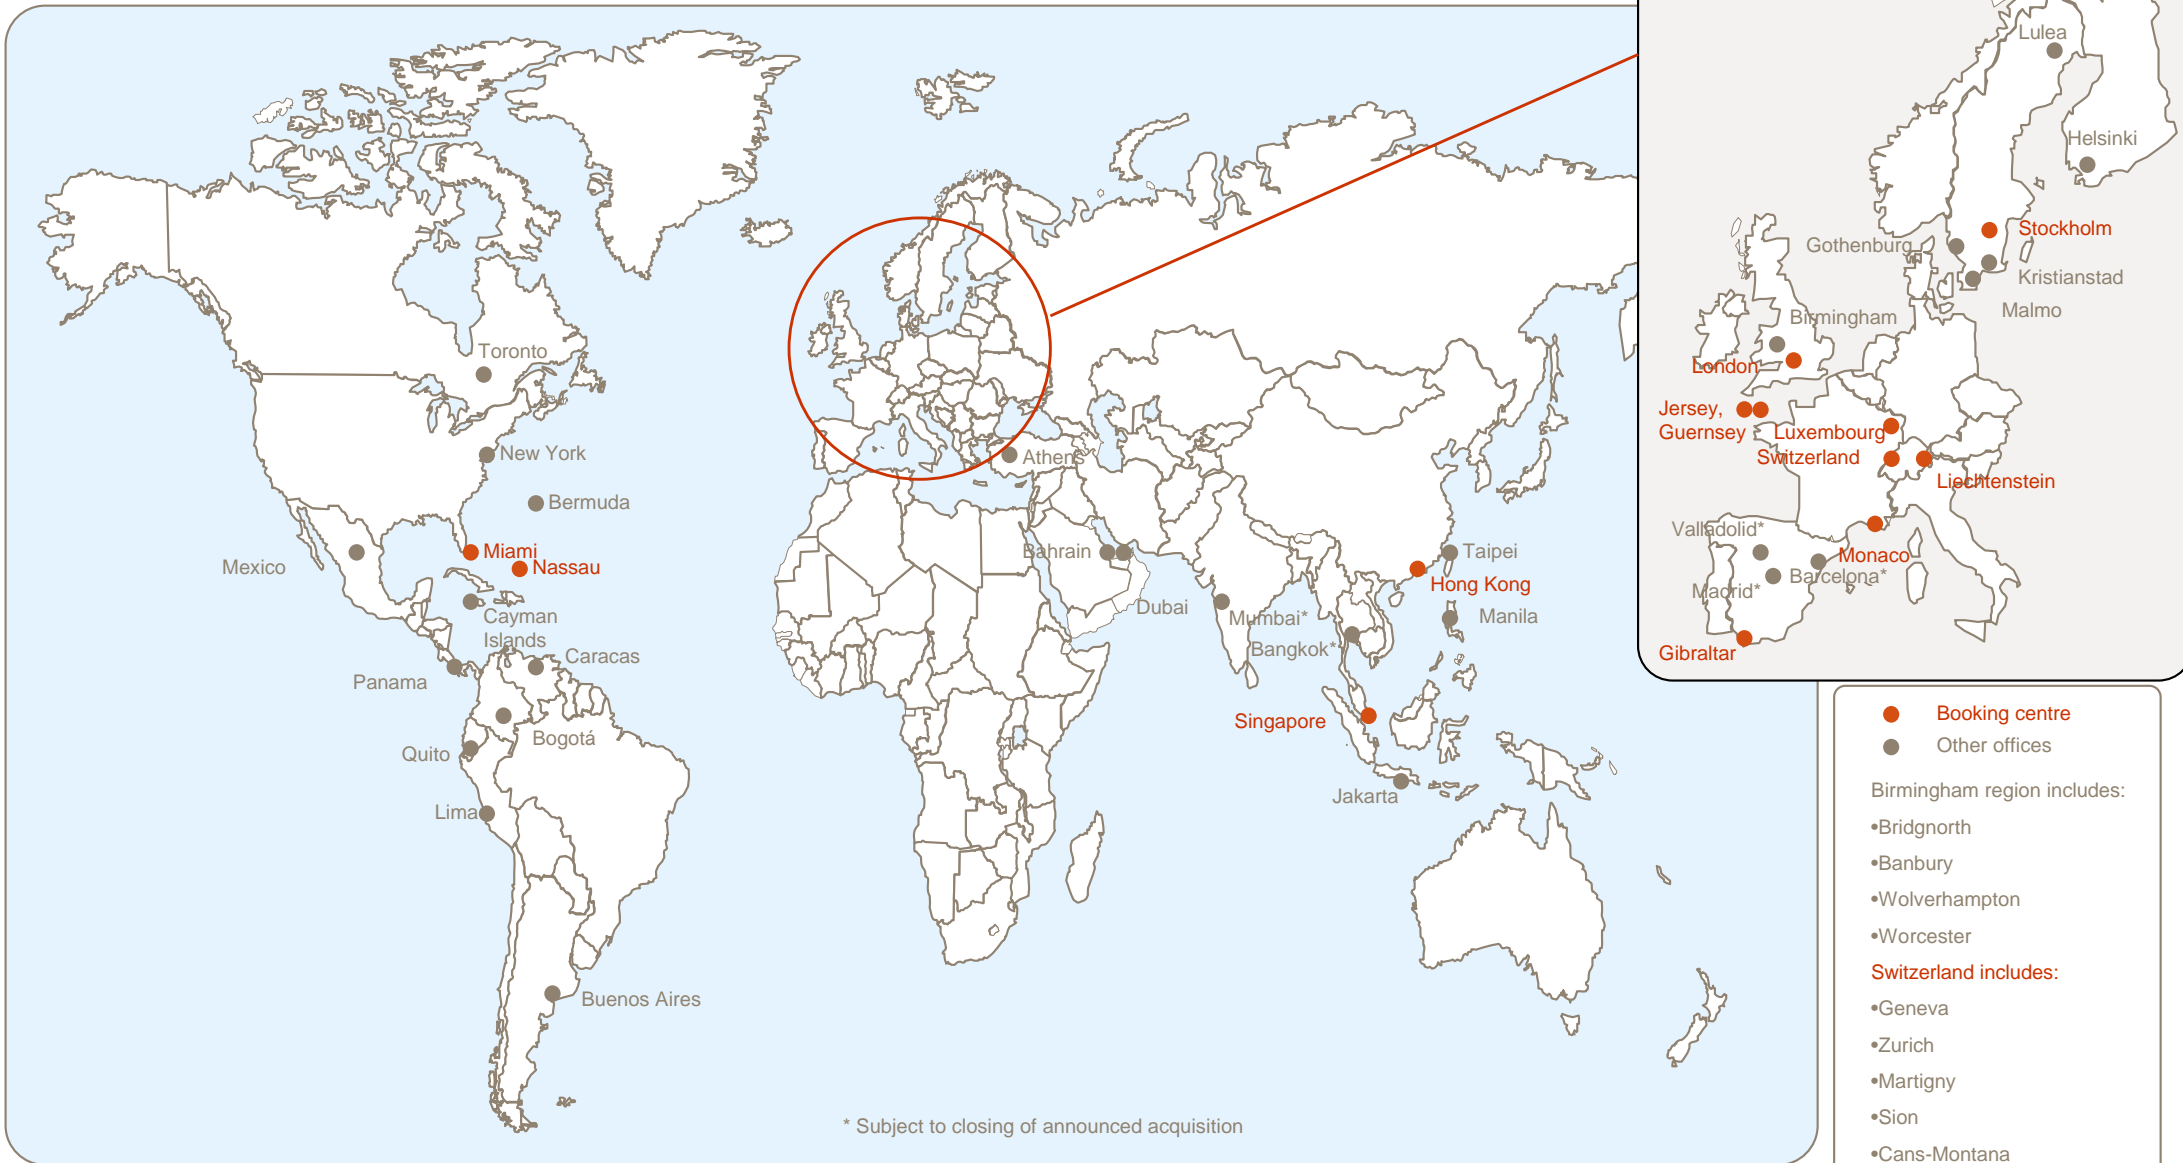 Toronto
New York
Athens
Bermuda
Miami
Nassau
Mexico
Cayman
Islands
Caracas
Panama
Bogotá
Quito
Lima
Buenos Aires
Bahrain
Dubai
Mumbai*
Bangkok*
Taipei
Hong Kong
Manila
Singapore
Jakarta
* Subject to closing of announced acquisition
Lulea
Helsinki
Stockholm
Gothenburg
Kristianstad
Malmo
Birmingham
London
Jersey,
Guernsey
Luxembourg
Switzerland
Liechtenstein
Valladolid*
Monaco
Barcelona*
Madrid*
Gibraltar
Booking centre
Other offices
Birmingham region includes:
•Bridgnorth
•Banbury
•Wolverhampton
•Worcester
Switzerland includes:
•Geneva
•Zurich
•Martigny
•Sion
•Cans-Montana